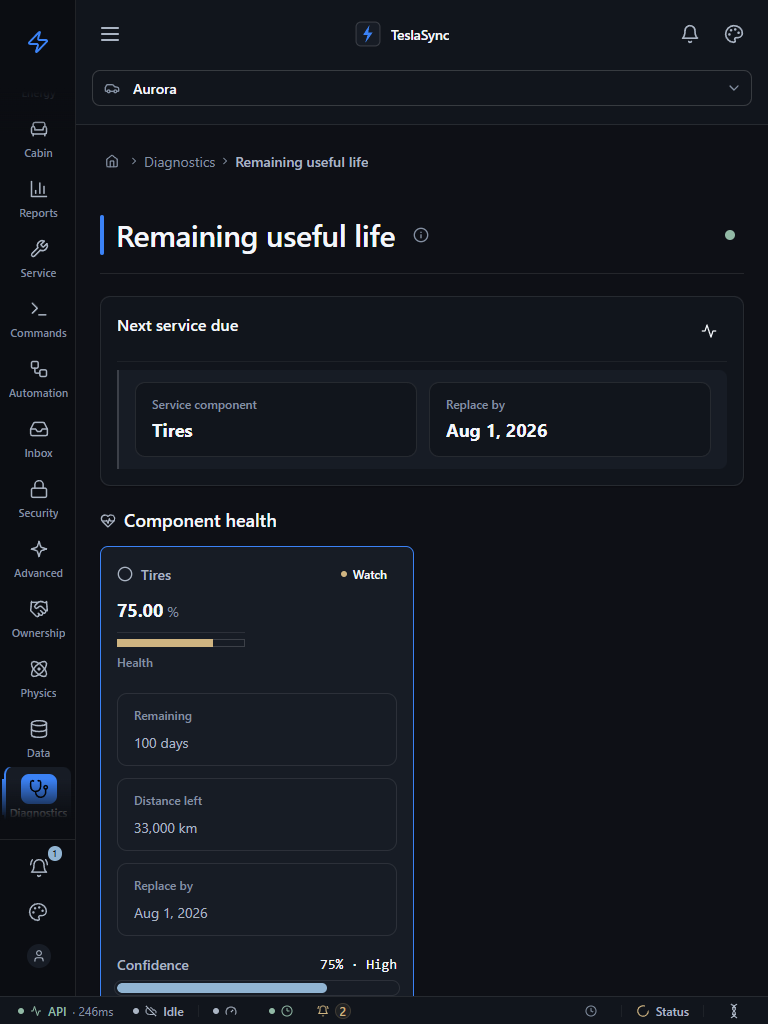 TeslaSync
Aurora
Energy
Cabin
Reports
Service
Commands
Automation
Inbox
Security
Advanced
Ownership
Physics
Data
Diagnostics
1
Diagnostics
Remaining useful life
Remaining useful life
Next service due
Service component
Tires
Replace by
Aug 1, 2026
Component health
Tires
Watch
75.00 %
Health
Remaining
100 days
Distance left
33,000 km
Replace by
Aug 1, 2026
Confidence
75% · High
API · 246ms
Idle
2
Status